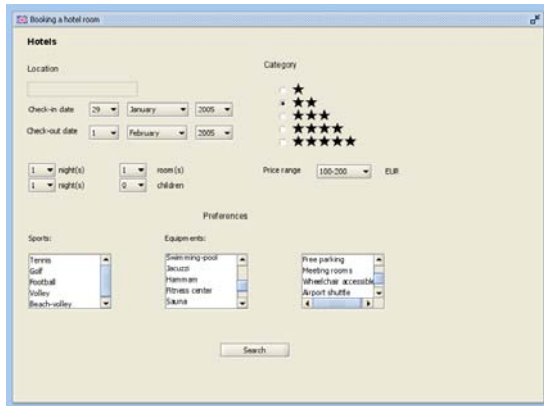 Booking a hotel room
Hotels
Location
Category
Check-in date 29 January 2005
Check-out date 1 February 2005
1 night(s) 1 room(s)
1 night(s) 0 children
Price range 100-200 EUR
Preferences
Sports:
Equipments:
Tennis
Golf
Football
Volley
Beach-volley
Swimming-pool
Jacuzzi
Hammam
Fitness center
Sauna
Free parking
Meeting rooms
Wheelchair accessible
Airport shuttle
Search